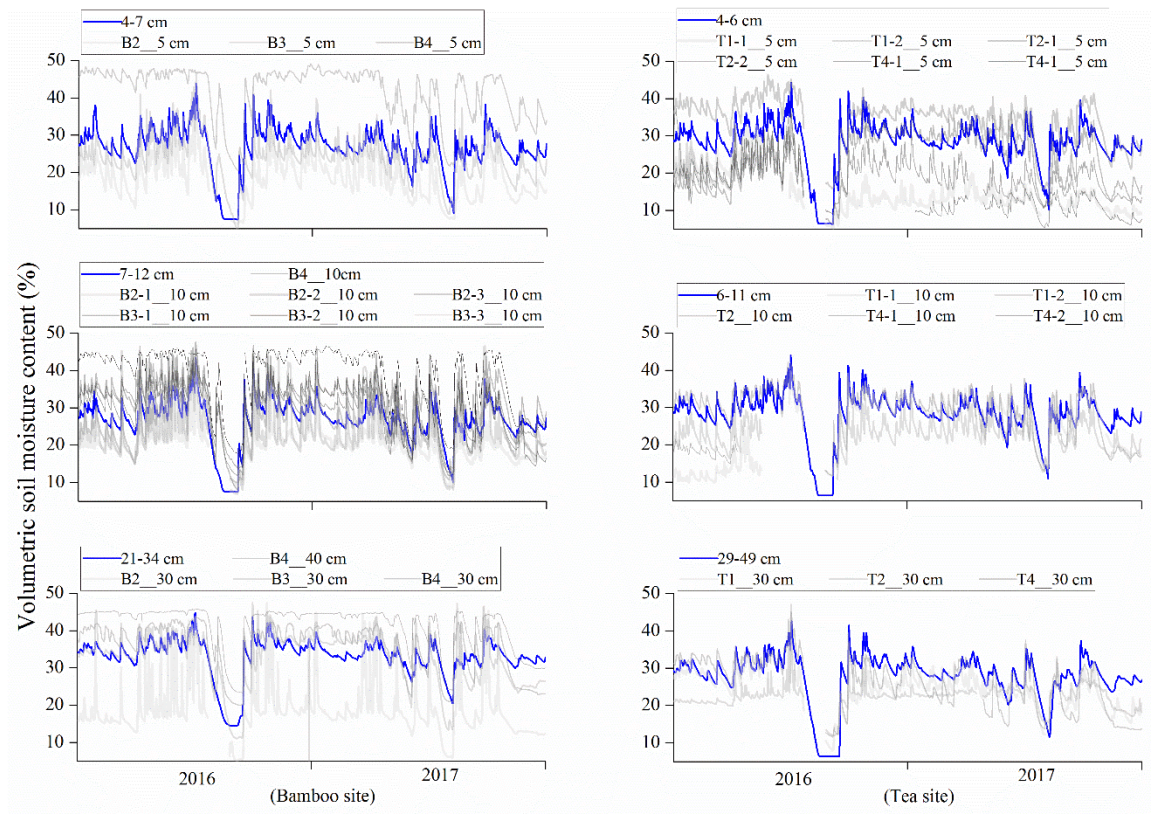 4-7 cm
B2__5 cm B3__5 cm B4__5 cm
50
40
30
20
10
4-6 cm
T1-1__5 cm T1-2__5 cm T2-1__5 cm
T2-2__5 cm T4-1__5 cm T4-1__5 cm
50
40
30
20
10
Volumetric soil moisture content (%)
7-12 cm B4__10cm
B2-1__10 cm B2-2__10 cm B2-3__10 cm
B3-1__10 cm B3-2__10 cm B3-3__10 cm
50
40
30
20
10
6-11 cm T1-1__10 cm T1-2__10 cm
T2__10 cm T4-1__10 cm T4-2__10 cm
50
40
30
20
10
21-34 cm B4__40 cm
B2__30 cm B3__30 cm B4__30 cm
50
40
30
20
10
2016 2017
(Bamboo site)
29-49 cm
T1__30 cm T2__30 cm T4__30 cm
50
40
30
20
10
2016 2017
(Tea site)